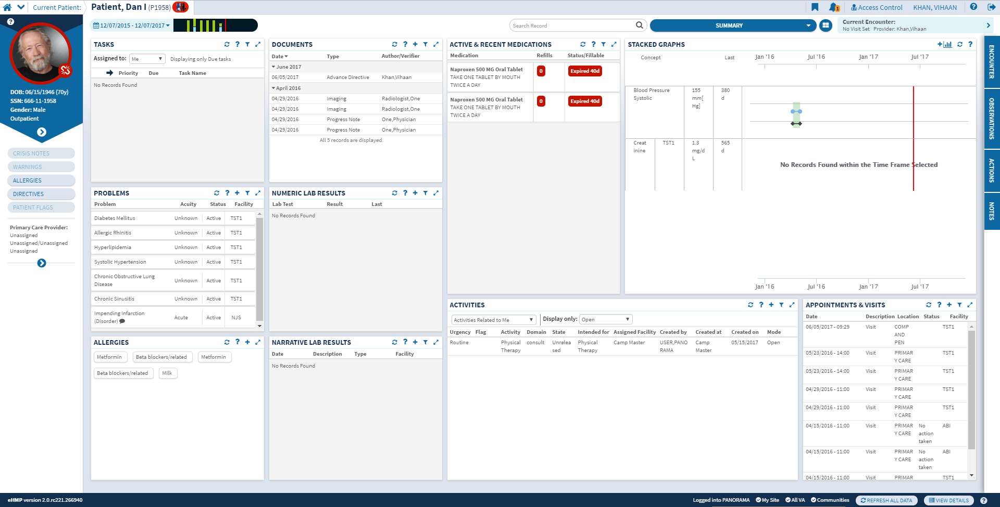 Current Patient: Patient, Dan I (P1958)
1 Access Control KHAN, VIHAAN
12/07/2015 - 12/07/2017
Search Record
SUMMARY
Current Encounter:
No Visit Set Provider: Khan,Vihaan
DOB: 06/15/1946 (70y)
SSN: 666-11-1958
Gender: Male
Outpatient
CRISIS NOTES
WARNINGS
ALLERGIES
DIRECTIVES
PATIENT FLAGS
Primary Care Provider:
Unassigned
Unassigned/Unassigned
Unassigned
TASKS
Assigned to: Me Displaying only Due tasks
Priority Due Task Name
No Records Found
DOCUMENTS
Date Type Author/Verifier
June 2017
06/05/2017 Advance Directive Khan,Vihaan
April 2016
04/29/2016 Imaging Radiologist,One
04/29/2016 Imaging Radiologist,One
04/29/2016 Progress Note One,Physician
04/29/2016 Progress Note One,Physician
All 5 records are displayed.
ACTIVE & RECENT MEDICATIONS
Medication Refills Status/Fillable
Naproxen 500 MG Oral Tablet 0 Expired 40d
TAKE ONE TABLET BY MOUTH
TWICE A DAY
Naproxen 500 MG Oral Tablet 0 Expired 40d
TAKE ONE TABLET BY MOUTH
TWICE A DAY
STACKED GRAPHS
Concept Last Jan '16 Jul '16 Jan '17 Jul '17
Blood Pressure 155 380
Systolic mm[ d
Hg]
Creat TST1 1.3 565
inine mg/d d
L
No Records Found within the Time Frame Selected
Jan '16 Jul '16 Jan '17 Jul '17
PROBLEMS
Problem Acuity Status Facility
Diabetes Mellitus Unknown Active TST1
Allergic Rhinitis Unknown Active TST1
Hyperlipidemia Unknown Active TST1
Systolic Hypertension Unknown Active TST1
Chronic Obstructive Lung
Disease Unknown Active TST1
Chronic Sinusitis Unknown Active TST1
Impending Infarction
(Disorder) Acute Active NJS
NUMERIC LAB RESULTS
Lab Test Result Last
No Records Found
ALLERGIES
Metformin Beta blockers/related Metformin
Beta blockers/related Milk
NARRATIVE LAB RESULTS
Date Description Type Facility
No Records Found
ACTIVITIES
Activities Related to Me Display only: Open
Urgency Flag Activity Domain State Intended for Assigned Facility Created by Created at Created on Mode
Routine Physical consult Unrelea Physical Camp Master USER,PANO Camp 05/15/2017 Open
Therapy sed Therapy RAMA Master
APPOINTMENTS & VISITS
Date Description Location Status Facility
06/05/2017 - 09:29 Visit COMP TST1
AND
PEN
05/23/2016 - 14:00 Visit PRIMAR TST1
Y CARE
05/23/2016 - 14:00 Visit PRIMAR TST1
Y CARE
04/29/2016 - 11:00 Visit PRIMAR TST1
Y CARE
04/29/2016 - 11:00 Visit PRIMAR TST1
Y CARE
04/15/2016 - 11:00 Visit PRIMAR No ABI
Y CARE action
taken
04/15/2016 - 11:00 Visit PRIMAR No ABI
Y CARE action
taken
04/15/2016 - 11:00 Visit PRIMAR TST1
ENCOUNTER
OBSERVATIONS
ACTIONS
NOTES
eHMP version 2.0.rc221.266940
Logged into PANORAMA My Site All VA Communities REFRESH ALL DATA VIEW DETAILS